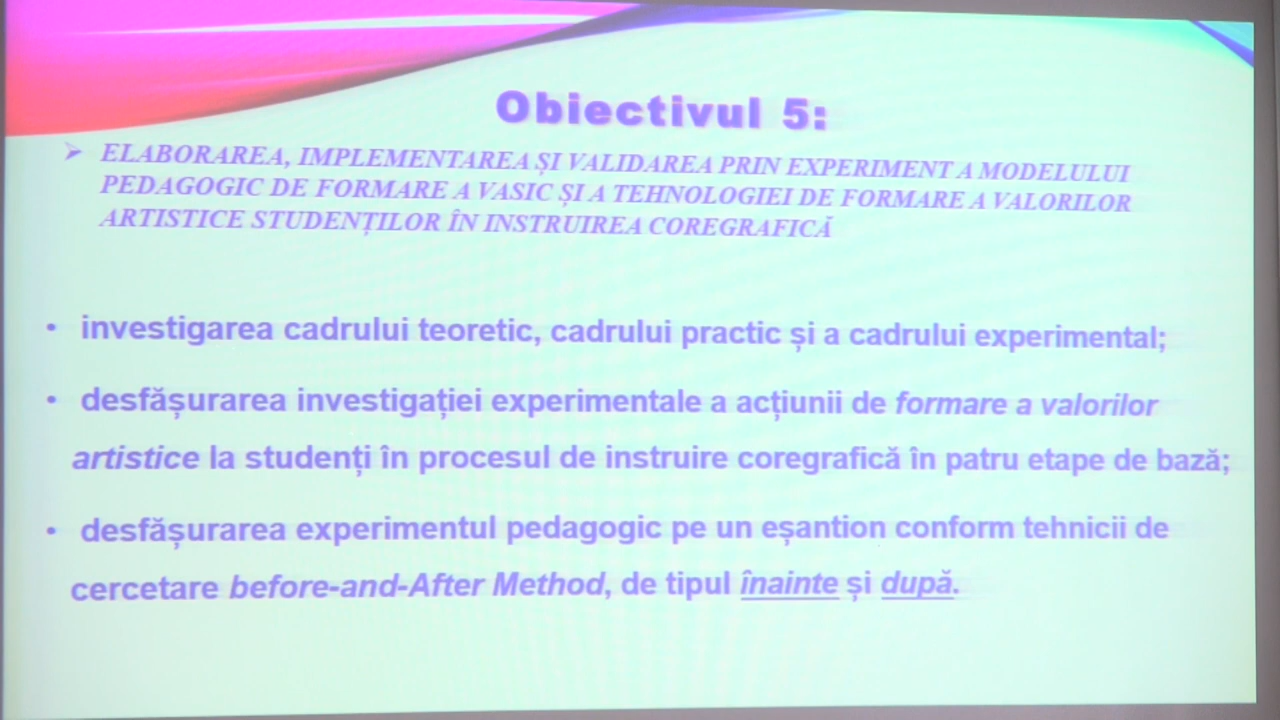 Obiectivul 5:
➢ ELABORAREA, IMPLEMENTAREA ȘI VALIDAREA PRIN EXPERIMENT A MODELULUI
PEDAGOGIC DE FORMARE A VASIC ȘI A TEHNOLOGIEI DE FORMARE A VALORILOR
ARTISTICE STUDENȚILOR ÎN INSTRUIREA COREGRAFICĂ
• investigarea cadrului teoretic, cadrului practic și a cadrului experimental;
• desfășurarea investigației experimentale a acțiunii de formare a valorilor
artistice la studenți în procesul de instruire coregrafică în patru etape de bază;
• desfășurarea experimentul pedagogic pe un eșantion conform tehnicii de
cercetare before-and-After Method, de tipul înainte și după.